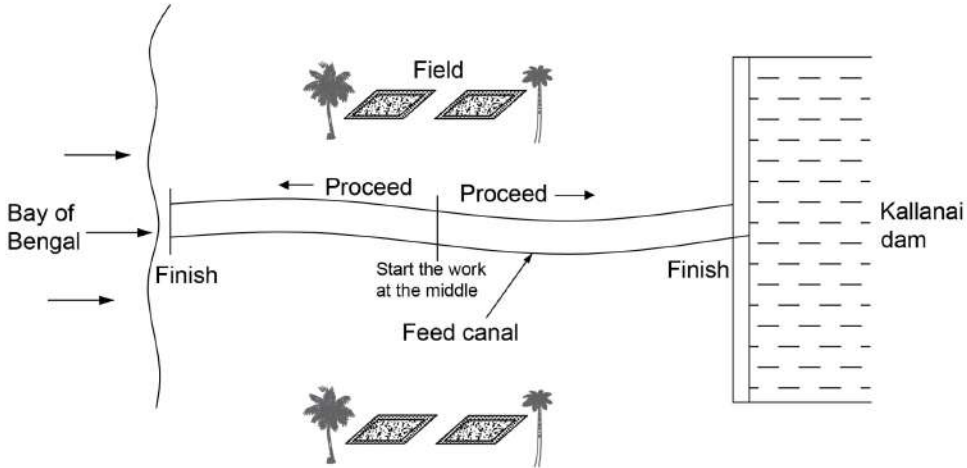 Field
Proceed
Proceed
Bay of
Bengal
Kallanai
dam
Finish
Start the work
at the middle
Finish
Feed canal